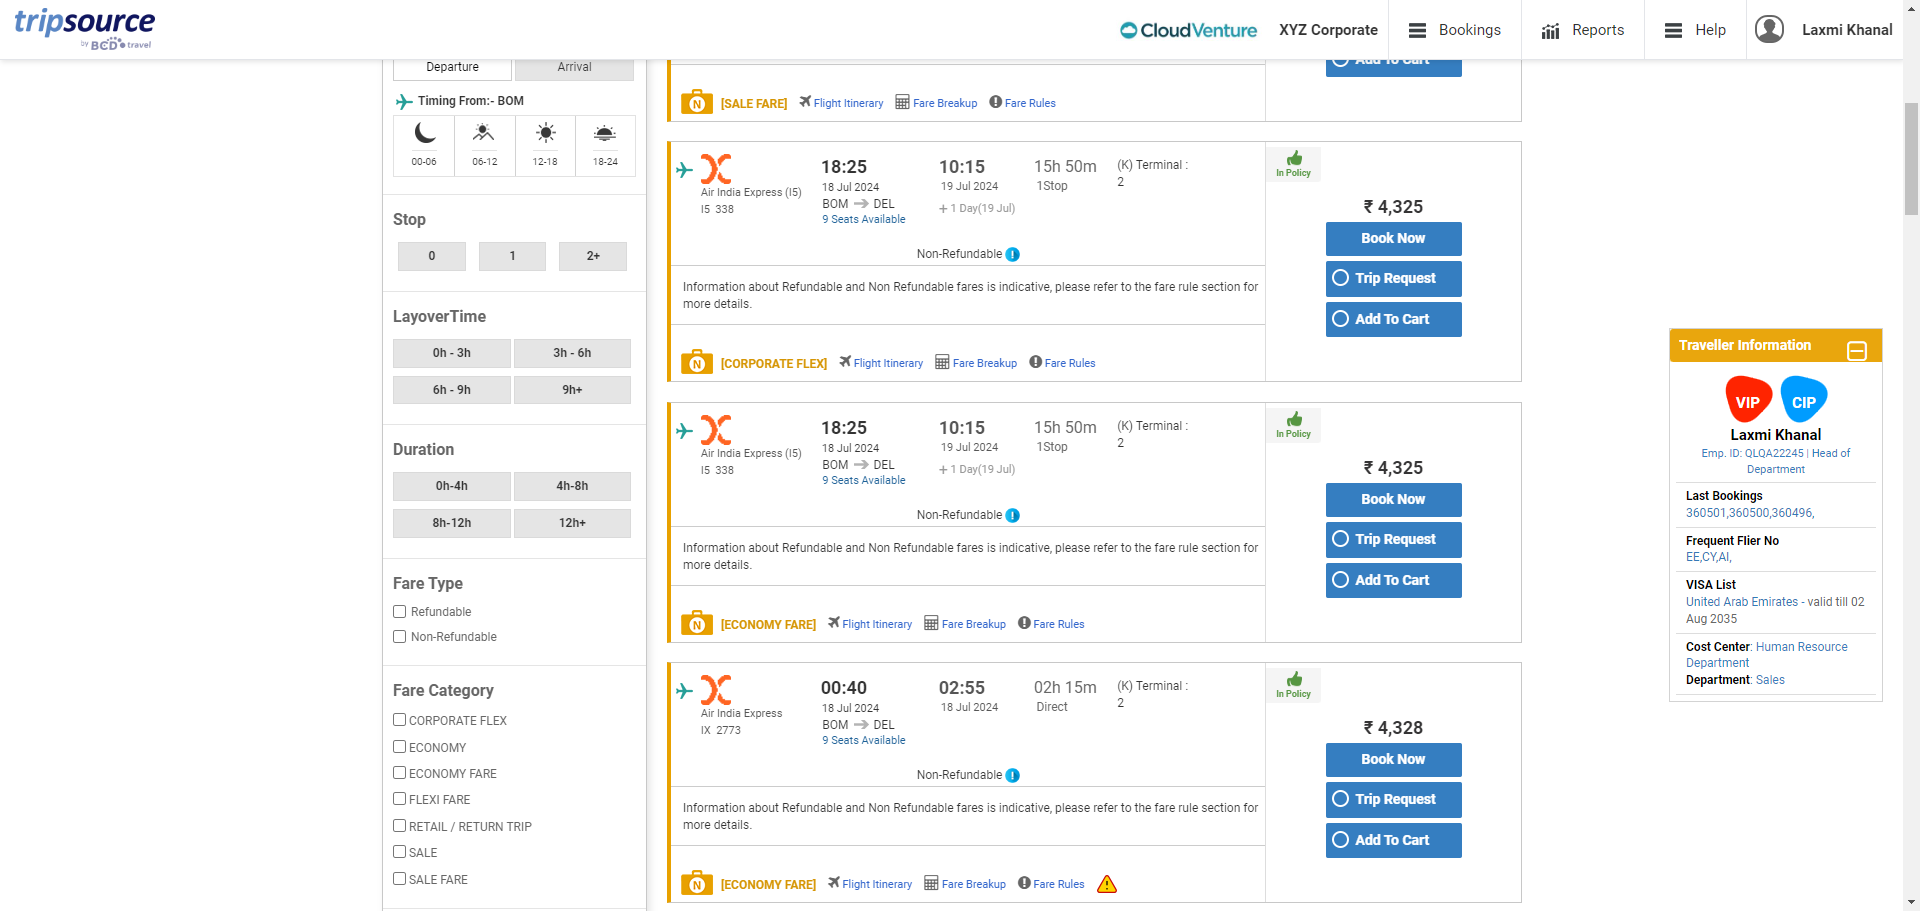 tripsource
by BCD travel
CloudVenture
XYZ Corporate
Bookings
Reports
Help
Laxmi Khanal
Departure
Arrival
Timing From:- BOM
00-06
06-12
12-18
18-24
Stop
0
1
2+
LayoverTime
0h - 3h
3h - 6h
6h - 9h
9h+
Duration
0h-4h
4h-8h
8h-12h
12h+
Fare Type
Refundable
Non-Refundable
Fare Category
CORPORATE FLEX
ECONOMY
ECONOMY FARE
FLEXI FARE
RETAIL / RETURN TRIP
SALE
SALE FARE
Add To Cart
N [SALE FARE] Flight Itinerary Fare Breakup Fare Rules
18:25 10:15 15h 50m (K) Terminal :
18 Jul 2024 19 Jul 2024 1Stop 2
Air India Express (I5)
I5 338
BOM DEL + 1 Day(19 Jul)
9 Seats Available
Non-Refundable
Information about Refundable and Non Refundable fares is indicative, please refer to the fare rule section for
more details.
N [CORPORATE FLEX] Flight Itinerary Fare Breakup Fare Rules
In Policy
₹ 4,325
Book Now
Trip Request
Add To Cart
18:25 10:15 15h 50m (K) Terminal :
18 Jul 2024 19 Jul 2024 1Stop 2
Air India Express (I5)
I5 338
BOM DEL + 1 Day(19 Jul)
9 Seats Available
Non-Refundable
Information about Refundable and Non Refundable fares is indicative, please refer to the fare rule section for
more details.
N [ECONOMY FARE] Flight Itinerary Fare Breakup Fare Rules
In Policy
₹ 4,325
Book Now
Trip Request
Add To Cart
00:40 02:55 02h 15m (K) Terminal :
18 Jul 2024 18 Jul 2024 Direct 2
Air India Express
IX 2773
BOM DEL
9 Seats Available
Non-Refundable
Information about Refundable and Non Refundable fares is indicative, please refer to the fare rule section for
more details.
N [ECONOMY FARE] Flight Itinerary Fare Breakup Fare Rules
In Policy
₹ 4,328
Book Now
Trip Request
Add To Cart
Traveller Information
VIP CIP
Laxmi Khanal
Emp. ID: QLQA22245 | Head of
Department
Last Bookings
360501,360500,360496,
Frequent Flier No
EE,CY,AI,
VISA List
United Arab Emirates - valid till 02
Aug 2035
Cost Center: Human Resource
Department
Department: Sales